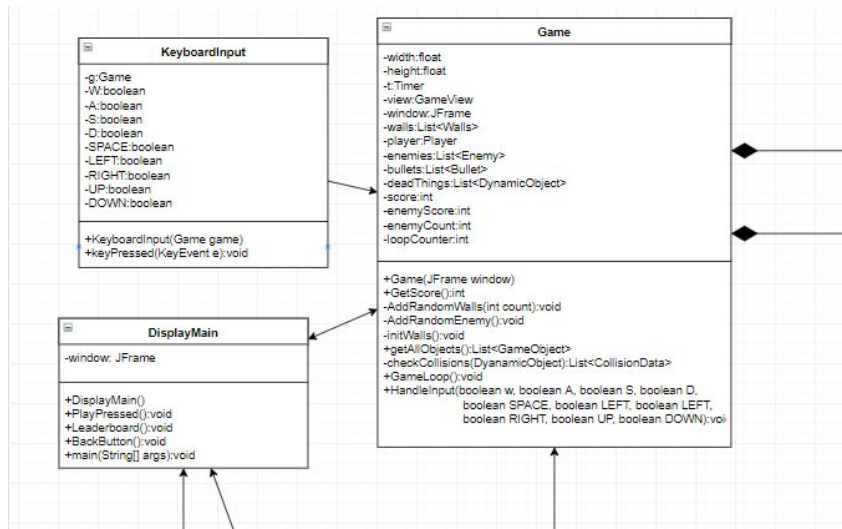 KeyboardInput
-g:Game
-W:boolean
-A:boolean
-S:boolean
-D:boolean
-SPACE:boolean
-LEFT:boolean
-RIGHT:boolean
-UP:boolean
-DOWN:boolean
+KeyboardInput(Game game)
+keyPressed(KeyEvent e):void
Game
-width:float
-height:float
-t:Timer
-view:GameView
-window:JFrame
-walls:List<Walls>
-player:Player
-enemies:List<Enemy>
-bullets:List<Bullet>
-deadThings:List<DynamicObject>
-score:int
-enemyScore:int
-enemyCount:int
-loopCounter:int
+Game(JFrame window)
+GetScore():int
-AddRandomWalls(int count):void
-AddRandomEnemy():void
-initWalls():void
+getAllObjects():List<GameObject>
-checkCollisions(DyanamicObject):List<CollisionData>
+GameLoop():void
+HandleInput(boolean w, boolean A, boolean S, boolean D,
boolean SPACE, boolean LEFT, boolean LEFT,
boolean RIGHT, boolean UP, boolean DOWN):voi
DisplayMain
-window: JFrame
+DisplayMain()
+PlayPressed():void
+Leaderboard():void
+BackButton():void
+main(String[] args):void